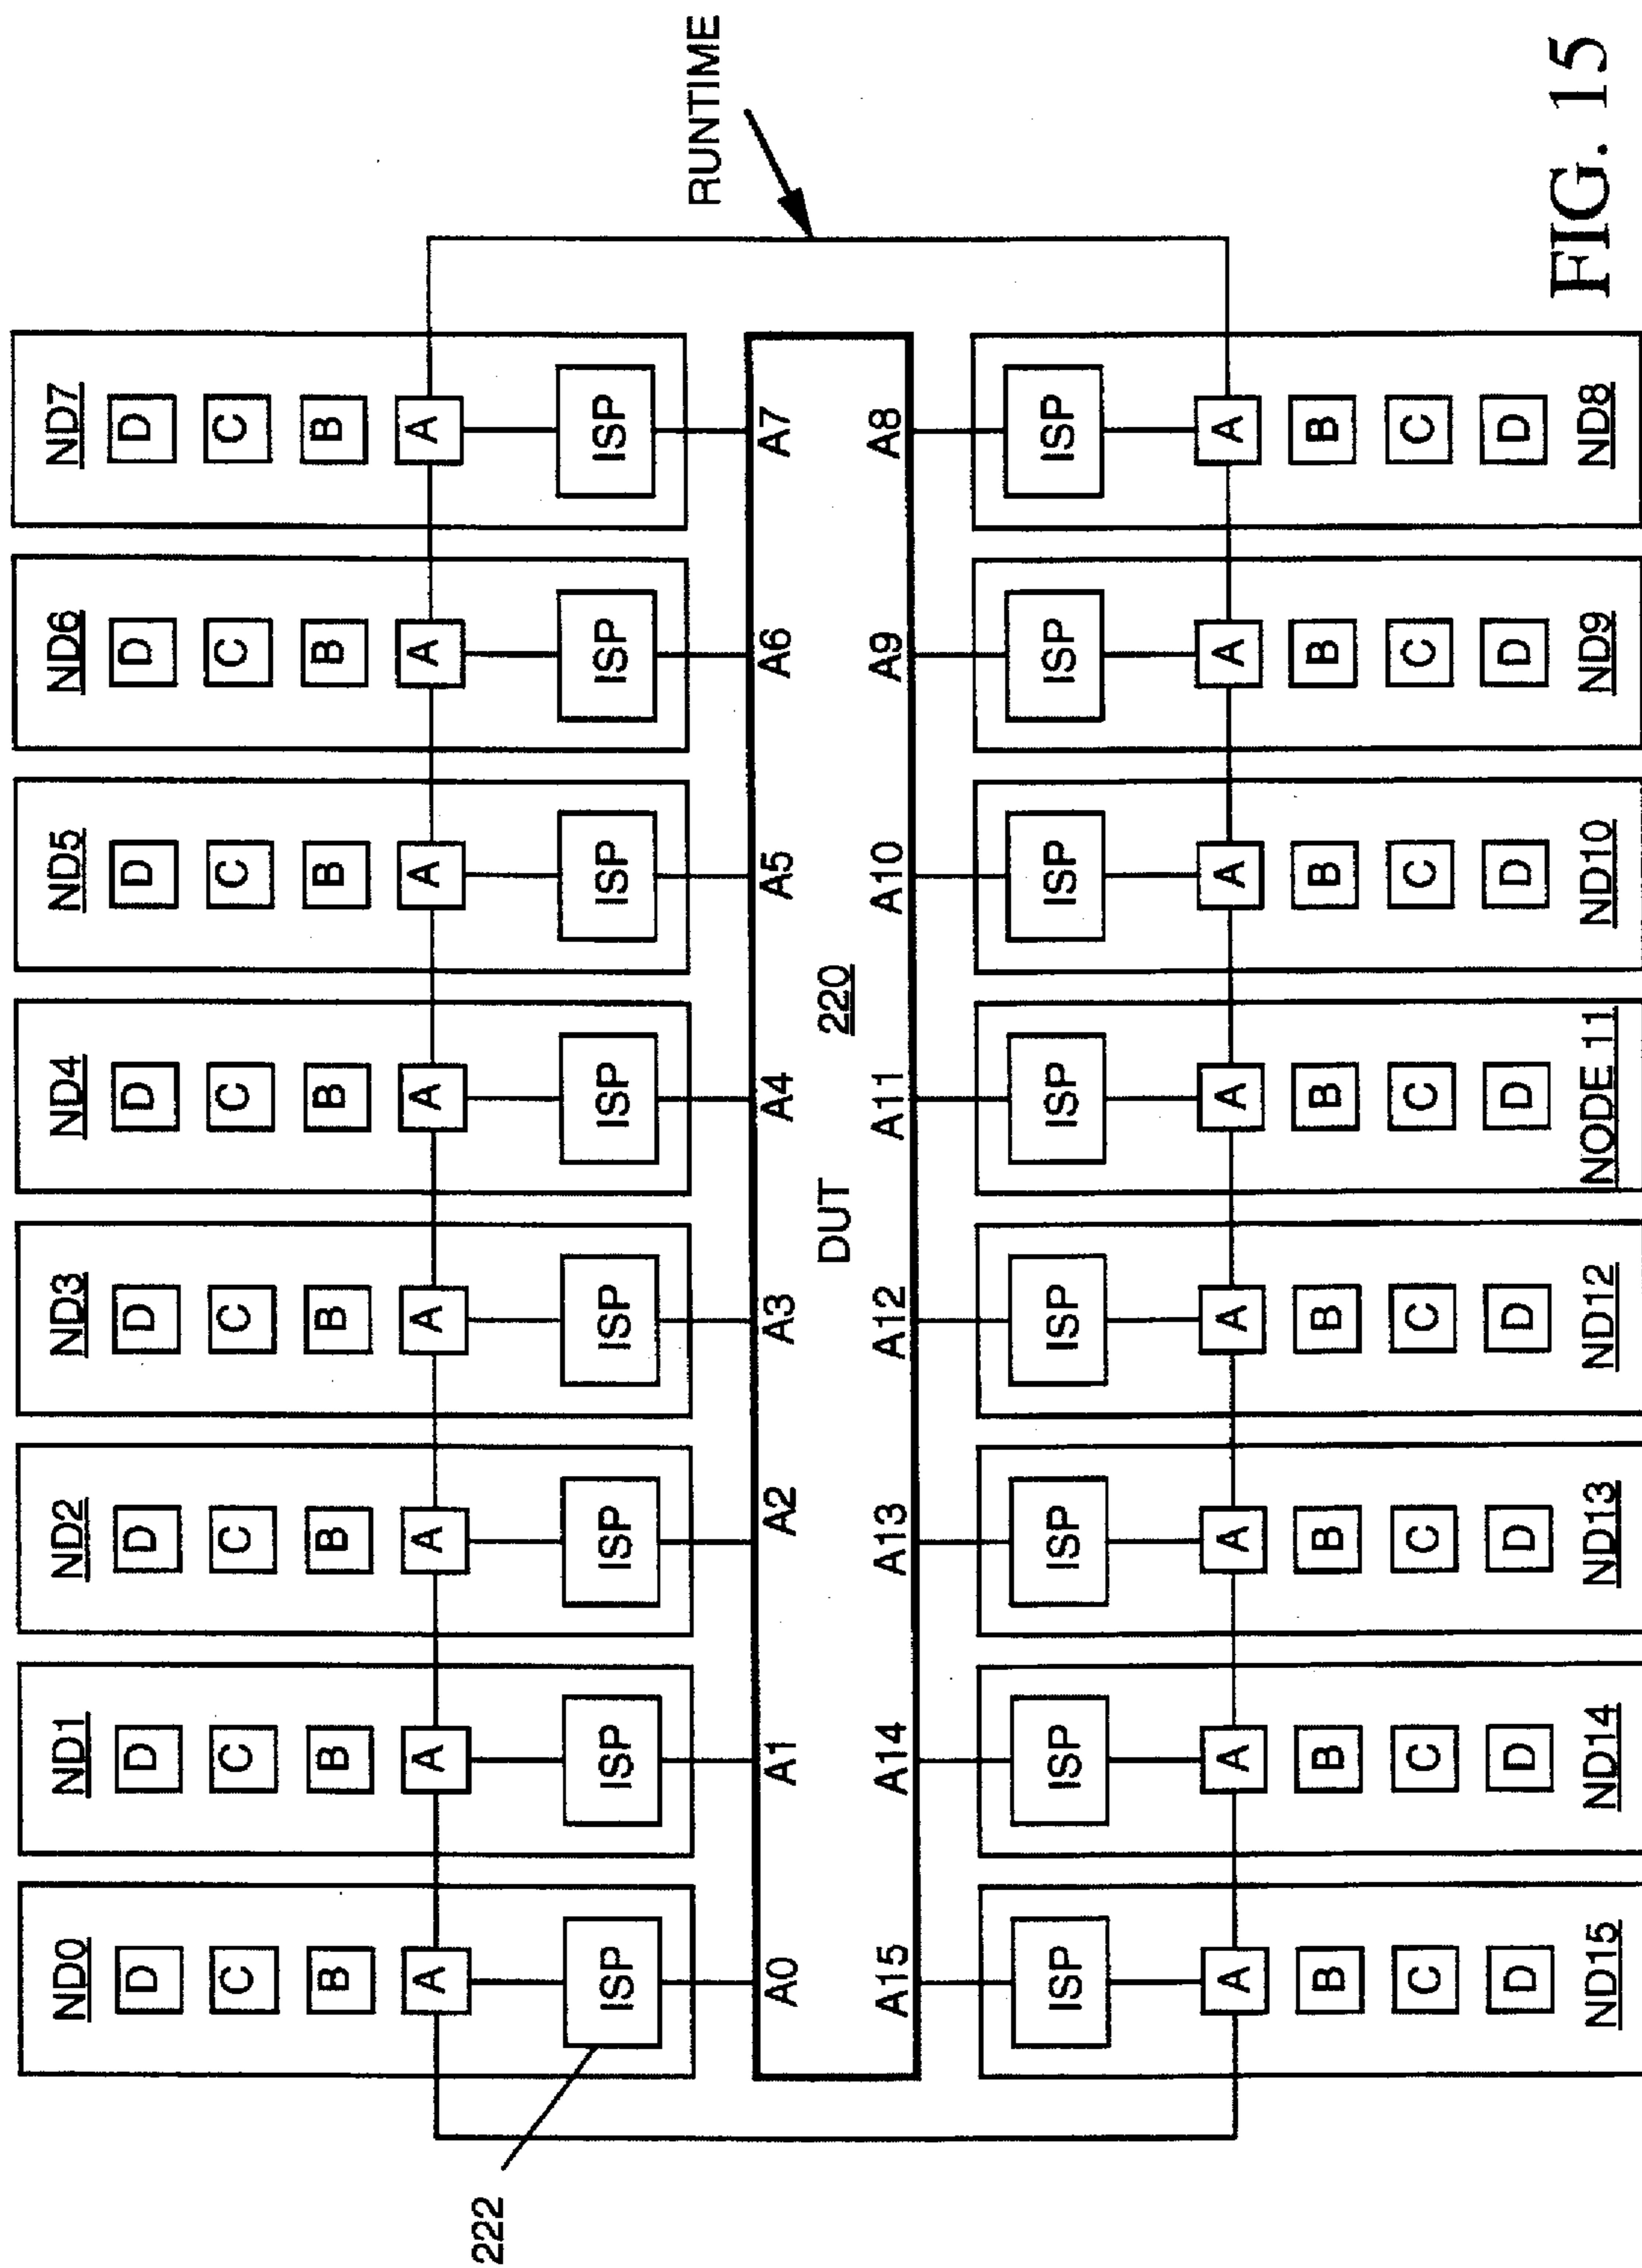 ND0 ND1 ND2 ND3 ND4 ND5 ND6 ND7
D D D D D D D D
C C C C C C C C
B B B B B B B B
A A A A A A A A
RUNTIME
222
ISP ISP ISP ISP ISP ISP ISP ISP
A0 A1 A2 A3 A4 A5 A6 A7
DUT 220
A15 A14 A13 A12 A11 A10 A9 A8
ISP ISP ISP ISP ISP ISP ISP ISP
A A A A A A A A
B B B B B B B B
C C C C C C C C
D D D D D D D D
ND15 ND14 ND13 ND12 NODE 11 ND10 ND9 ND8
FIG. 15